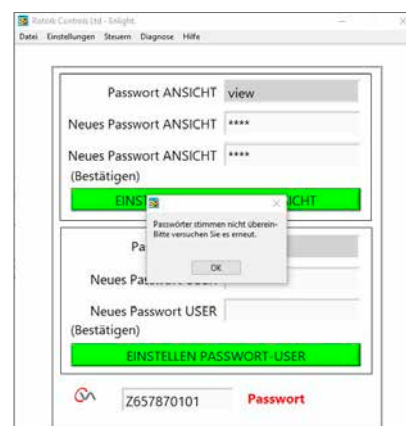 Rotork Controls Ltd - Enlight.
Datei Einstellungen Steuern Diagnose Hilfe
Passwort ANSICHT view
Neues Passwort ANSICHT ****
Neues Passwort ANSICHT ****
(Bestätigen)
EINS ICHT
Passwörter stimmen nicht überein-
Bitte versuchen Sie es erneut.
OK
Pa
Neues Pa
Neues Passwort USER
(Bestätigen)
EINSTELLEN PASSWORT-USER
Z657870101 Passwort